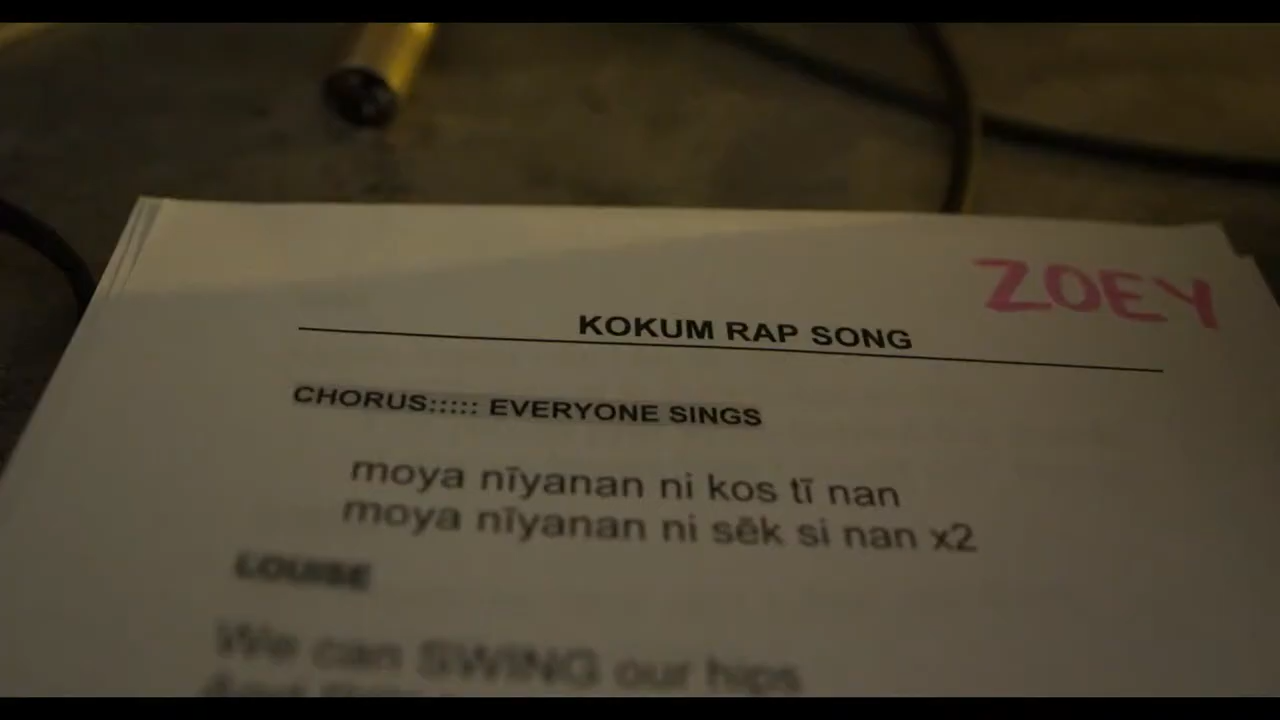 ZOEY
KOKUM RAP SONG
CHORUS::::: EVERYONE SINGS
moya nīyanan ni kos tī nan
moya nīyanan ni sēk si nan x2
LOUISE
We can SWING our hips